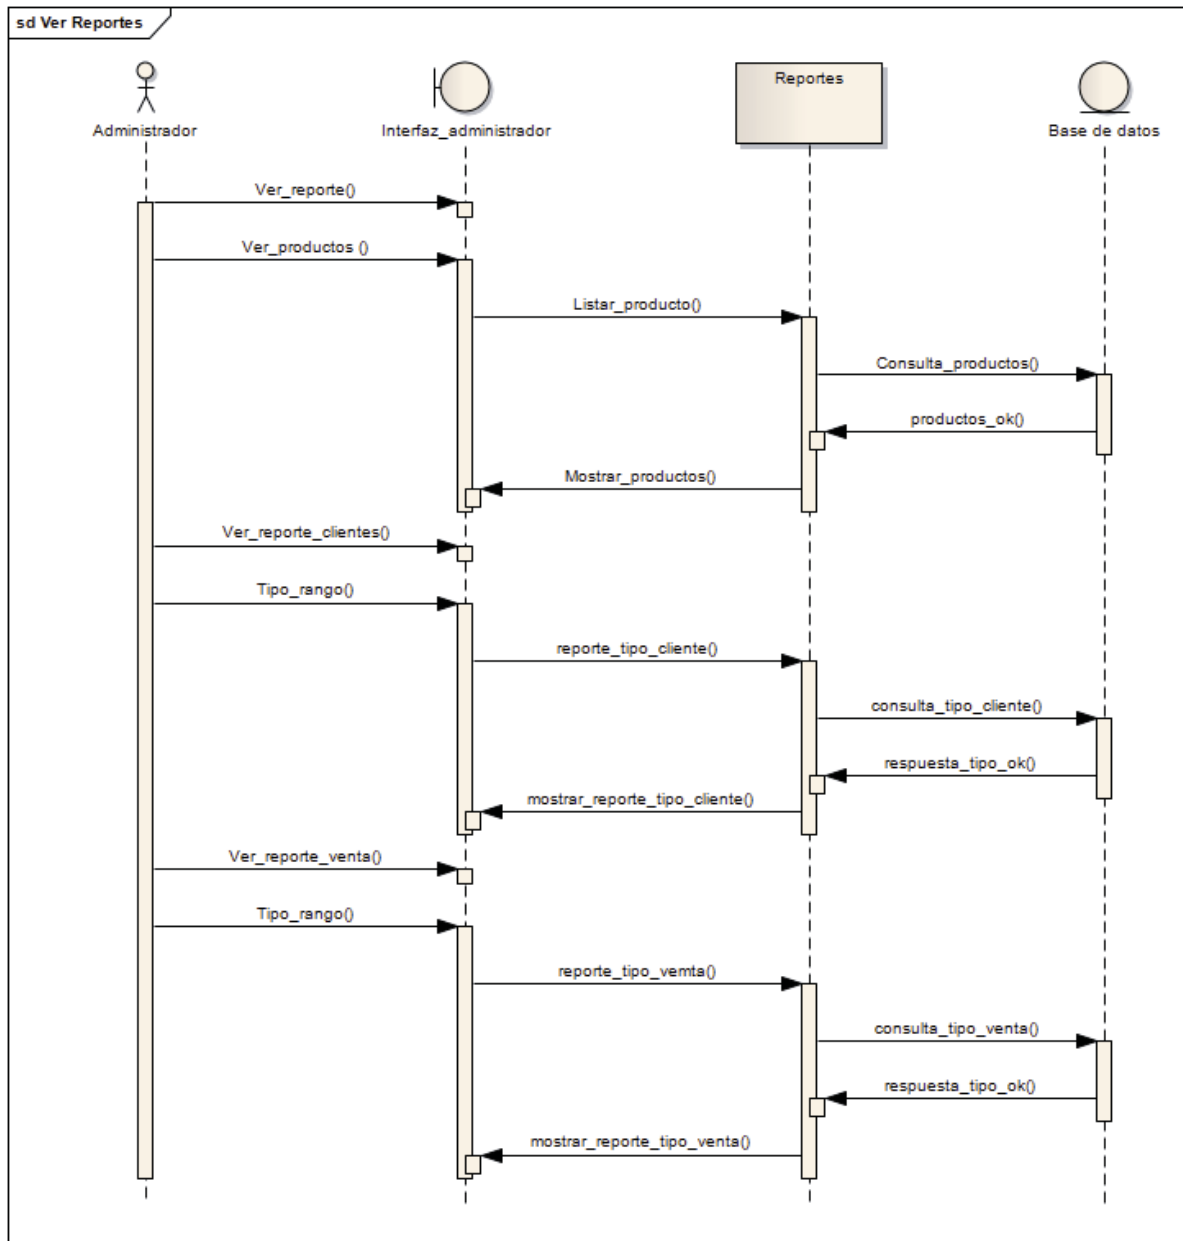 sd Ver Reportes
Administrador
Interfaz_administrador
Reportes
Base de datos
Ver_reporte()
Ver_productos ()
Listar_producto()
Consulta_productos()
productos_ok()
Mostrar_productos()
Ver_reporte_clientes()
Tipo_rango()
reporte_tipo_cliente()
consulta_tipo_cliente()
respuesta_tipo_ok()
mostrar_reporte_tipo_cliente()
Ver_reporte_venta()
Tipo_rango()
reporte_tipo_vemta()
consulta_tipo_venta()
respuesta_tipo_ok()
mostrar_reporte_tipo_venta()